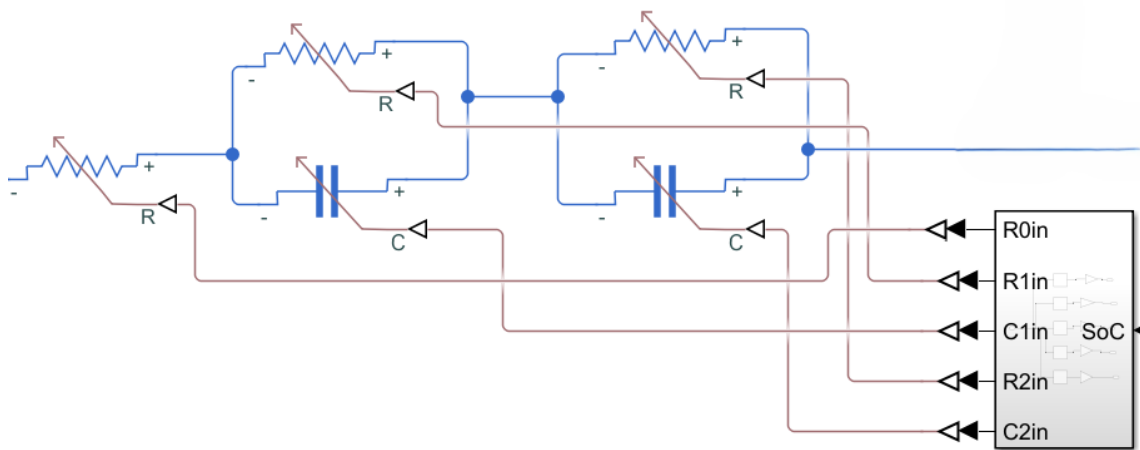 +
+
-
-
R
R
+
-
+
+
-
-
-
R
C
C
R0in
R1in
C1in
SoC
R2in
C2in